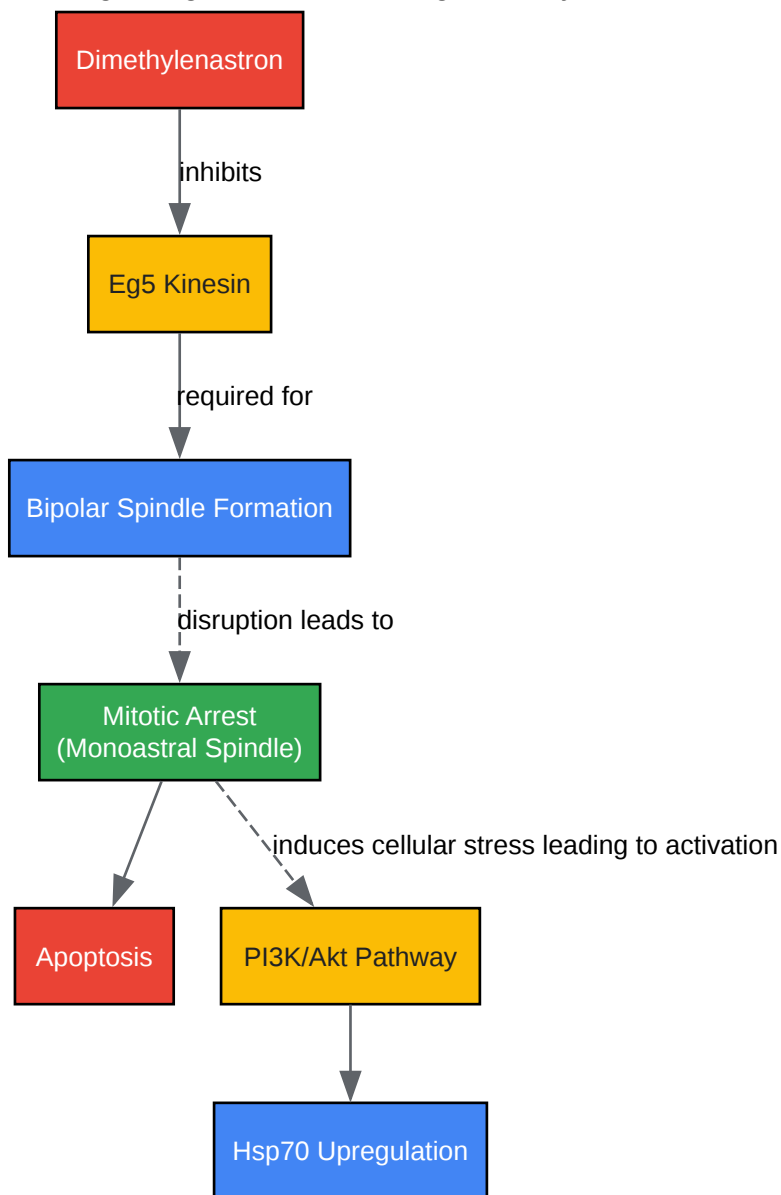 Dimethylenastron
inhibits
Eg5 Kinesin
required for
Bipolar Spindle Formation
disruption leads to
Mitotic Arrest
(Monoastral Spindle)
induces cellular stress leading to activation
Apoptosis
PI3K/Akt Pathway
Hsp70 Upregulation